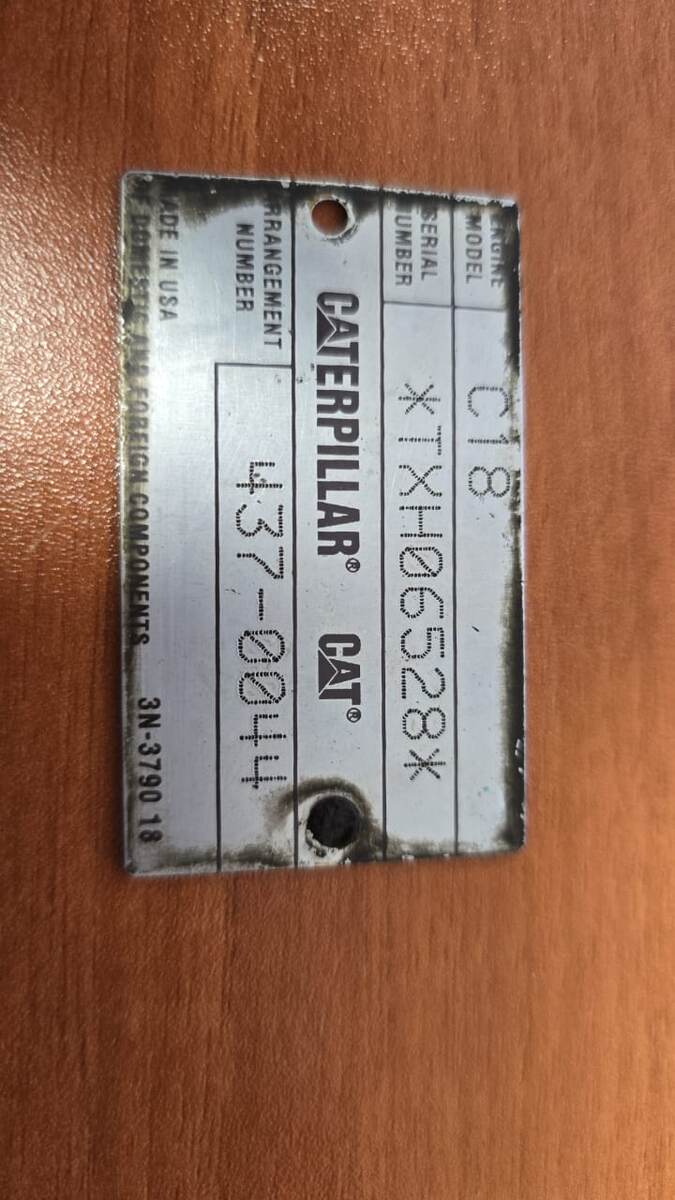 ENGINE MODEL C18
SERIAL NUMBER *TXH06528*
CATERPILLAR® CAT®
ARRANGEMENT NUMBER 437-0044
MADE IN USA
OF DOMESTIC AND FOREIGN COMPONENTS 3N-3790 18